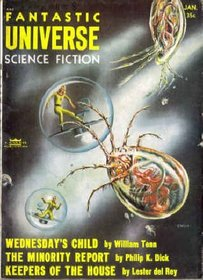 FANTASTIC
JAN.
35c
UNIVERSE
SCIENCE FICTION
WEDNESDAY'S CHILD by William Tenn
THE MINORITY REPORT by Philip K. Dick
KEEPERS OF THE HOUSE by Lester del Rey